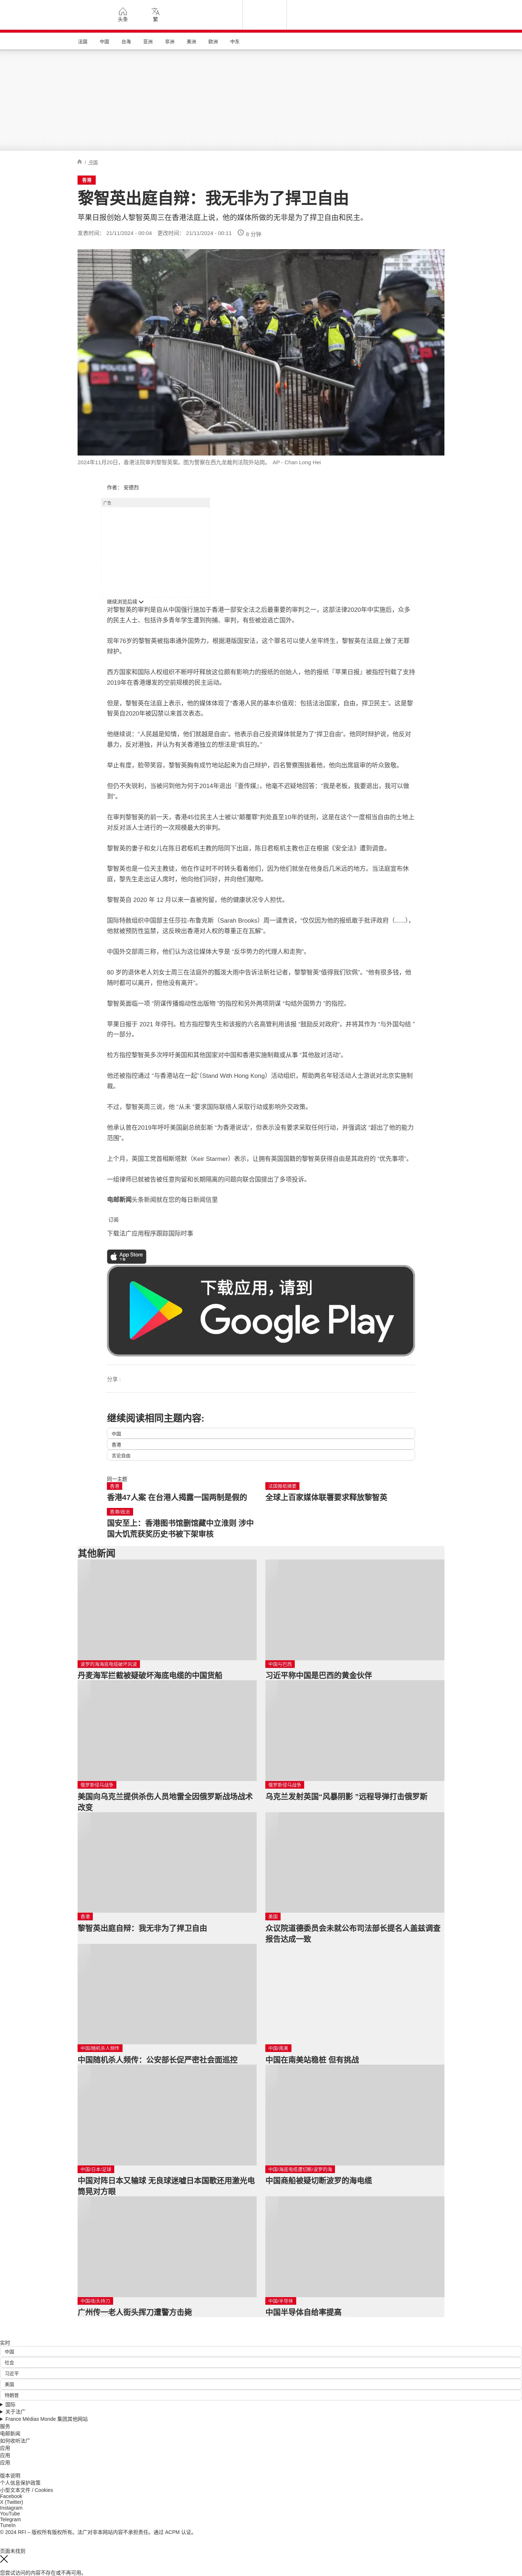 头条
繁
法国
中国
台海
亚洲
非洲
美洲
欧洲
中东
/ 中国
香港
黎智英出庭自辩：我无非为了捍卫自由
苹果日报创始人黎智英周三在香港法庭上说，他的媒体所做的无非是为了捍卫自由和民主。
发表时间： 21/11/2024 - 00:04 更改时间： 21/11/2024 - 00:11 6 分钟
2024年11月20日，香港法院审判黎智英案。图为警察在西九龙裁判法院外站岗。 AP - Chan Long Hei
作者： 安德烈
广告
继续浏览后续
对黎智英的审判是自从中国强行施加于香港一部安全法之后最重要的审判之一，这部法律2020年中实施后，众多
的民主人士、包括许多青年学生遭到拘捕、审判，有些被迫逃亡国外。
现年76岁的黎智英被指串通外国势力，根据港版国安法，这个罪名可以使人坐牢终生，黎智英在法庭上做了无罪
辩护。
西方国家和国际人权组织不断呼吁释放这位颇有影响力的报纸的创始人，他的报纸『苹果日报』被指控刊载了支持
2019年在香港爆发的空前规模的民主运动。
但是，黎智英在法庭上表示，他的媒体体现了“香港人民的基本价值观：包括法治国家，自由，捍卫民主”。这是黎
智英自2020年被囚禁以来首次表态。
他继续说：“人民越是知情，他们就越是自由”。他表示自己投资媒体就是为了“捍卫自由”。他同时辩护说，他反对
暴力，反对港独，并认为有关香港独立的想法是“疯狂的。”
举止有度，脸带笑容，黎智英胸有成竹地站起来为自己辩护，四名警察围拢着他，他向出席庭审的听众致敬。
但仍不失锐利，当被问到他为何于2014年退出『壹传媒』，他毫不迟疑地回答：“我是老板，我要退出，我可以做
到”。
在审判黎智英的前一天，香港45位民主人士被以“颠覆罪”判处直至10年的徒刑，这是在这个一度相当自由的土地上
对反对派人士进行的一次规模最大的审判。
黎智英的妻子和女儿在陈日君枢机主教的陪同下出庭，陈日君枢机主教也正在根据《安全法》遭到调查。
黎智英也是一位天主教徒，他在作证时不时转头看着他们，因为他们就坐在他身后几米远的地方。当法庭宣布休
庭，黎先生走出证人席时，他向他们问好，并向他们献吻。
黎智英自 2020 年 12 月以来一直被拘留，他的健康状况令人担忧。
国际特赦组织中国部主任莎拉-布鲁克斯（Sarah Brooks）周一谴责说，“仅仅因为他的报纸敢于批评政府（......），
他就被预防性监禁，这反映出香港对人权的尊重正在瓦解”。
中国外交部周三称，他们认为这位媒体大亨是 “反华势力的代理人和走狗”。
80 岁的退休老人刘女士周三在法庭外的瓢泼大雨中告诉法新社记者，黎黎智英“值得我们钦佩”。“他有很多钱，他
随时都可以离开，但他没有离开”。
黎智英面临一项 “阴谋传播煽动性出版物 ”的指控和另外两项阴谋 “勾结外国势力 ”的指控。
苹果日报于 2021 年停刊。检方指控黎先生和该报的六名高管利用该报 “鼓励反对政府”，并将其作为 “与外国勾结 ”
的一部分。
检方指控黎智英多次呼吁美国和其他国家对中国和香港实施制裁或从事 “其他敌对活动”。
他还被指控通过 “与香港站在一起”（Stand With Hong Kong）活动组织，帮助两名年轻活动人士游说对北京实施制
裁。
不过，黎智英周三说，他 “从未 ”要求国际联络人采取行动或影响外交政策。
他承认曾在2019年呼吁美国副总统彭斯 “为香港说话”，但表示没有要求采取任何行动，并强调这 “超出了他的能力
范围”。
上个月，英国工党首相斯塔默（Keir Starmer）表示，让拥有英国国籍的黎智英获得自由是其政府的 “优先事项”。
一组律师已就被告被任意拘留和长期隔离的问题向联合国提出了多项投诉。
电邮新闻头条新闻就在您的每日新闻信里
订阅
下载法广应用程序跟踪国际时事
App Store
下载
下载应用，请到
Google Play
分享 :
继续阅读相同主题内容:
中国
香港
言论自由
同一主题
香港
香港47人案 在台港人揭露一国两制是假的
法国报纸摘要
全球上百家媒体联署要求释放黎智英
香港/政治
国安至上：香港图书馆删馆藏中立淮则 涉中
国大饥荒获奖历史书被下架审核
其他新闻
波罗的海海底电缆被坏风波
丹麦海军拦截被疑破坏海底电缆的中国货船
中国与巴西
习近平称中国是巴西的黄金伙伴
俄罗斯侵乌战争
美国向乌克兰提供杀伤人员地雷全因俄罗斯战场战术
改变
俄罗斯侵乌战争
乌克兰发射英国“风暴阴影 ”远程导弹打击俄罗斯
香港
黎智英出庭自辩：我无非为了捍卫自由
美国
众议院道德委员会未就公布司法部长提名人盖兹调查
报告达成一致
中国/随机杀人频传
中国随机杀人频传：公安部长促严密社会面巡控
中国/南美
中国在南美站稳桩 但有挑战
中国/日本/足球
中国对阵日本又输球 无良球迷嘘日本国歌还用激光电
筒晃对方眼
中国/海底电缆遭切断/波罗的海
中国商船被疑切断波罗的海电缆
中国/街头持刀
广州传一老人街头挥刀遭警方击毙
中国/半导体
中国半导体自给率提高
实时
中国
社会
习近平
美国
特朗普
国际
关于法广
France Médias Monde 集团其他网站
服务
电邮新闻
如何收听法广
应用
应用
应用
版本说明
个人信息保护政策
小型文本文件 / Cookies
Facebook
X (Twitter)
Instagram
YouTube
Telegram
TuneIn
© 2024 RFI – 版权所有版权所有。法广对非本网站内容不承担责任。通过 ACPM 认证。
页面未找到
您尝试访问的内容不存在或不再可用。